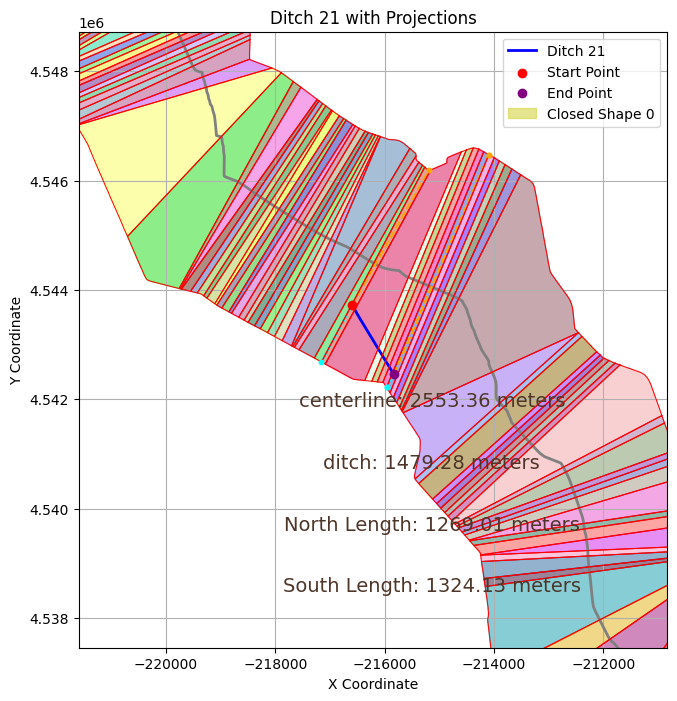 Ditch 21 with Projections
1e6
Ditch 21
Start Point
End Point
Closed Shape 0
4.548
4.546
4.544
4.542
4.540
4.538
Y Coordinate
centerline: 2553.36 meters
ditch: 1479.28 meters
North Length: 1269.01 meters
South Length: 1324.13 meters
−220000 −218000 −216000 −214000 −212000
X Coordinate